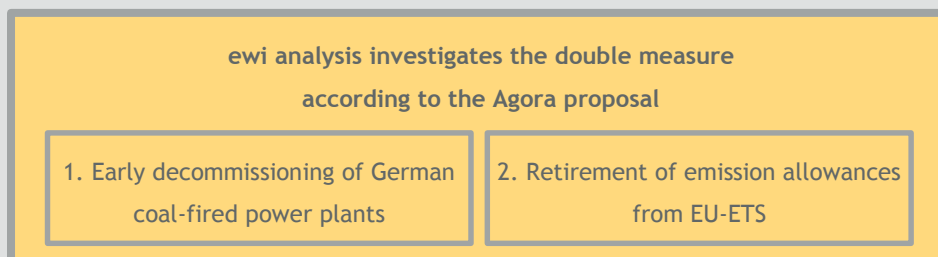 ewi analysis investigates the double measure
according to the Agora proposal
1. Early decommissioning of German
coal-fired power plants
2. Retirement of emission allowances
from EU-ETS